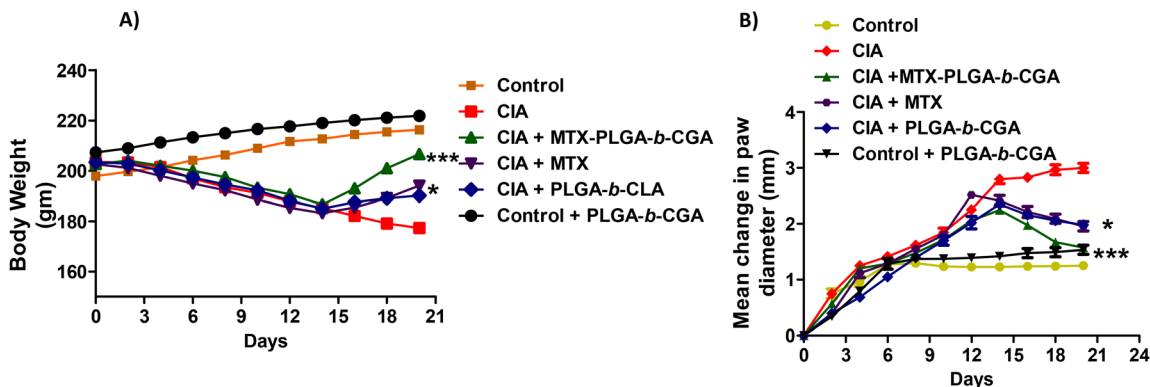 A)
Body Weight
(gm)
240
220
200
180
160
0 3 6 9 12 15 18 21
Days
***
*
Control
CIA
CIA + MTX-PLGA-b-CGA
CIA + MTX
CIA + PLGA-b-CLA
Control + PLGA-b-CGA
B)
Control
CIA
CIA +MTX-PLGA-b-CGA
CIA + MTX
CIA + PLGA-b-CGA
Control + PLGA-b-CGA
Mean change in paw
diameter (mm)
4
3
2
1
0
0 3 6 9 12 15 18 21 24
Days
*
***